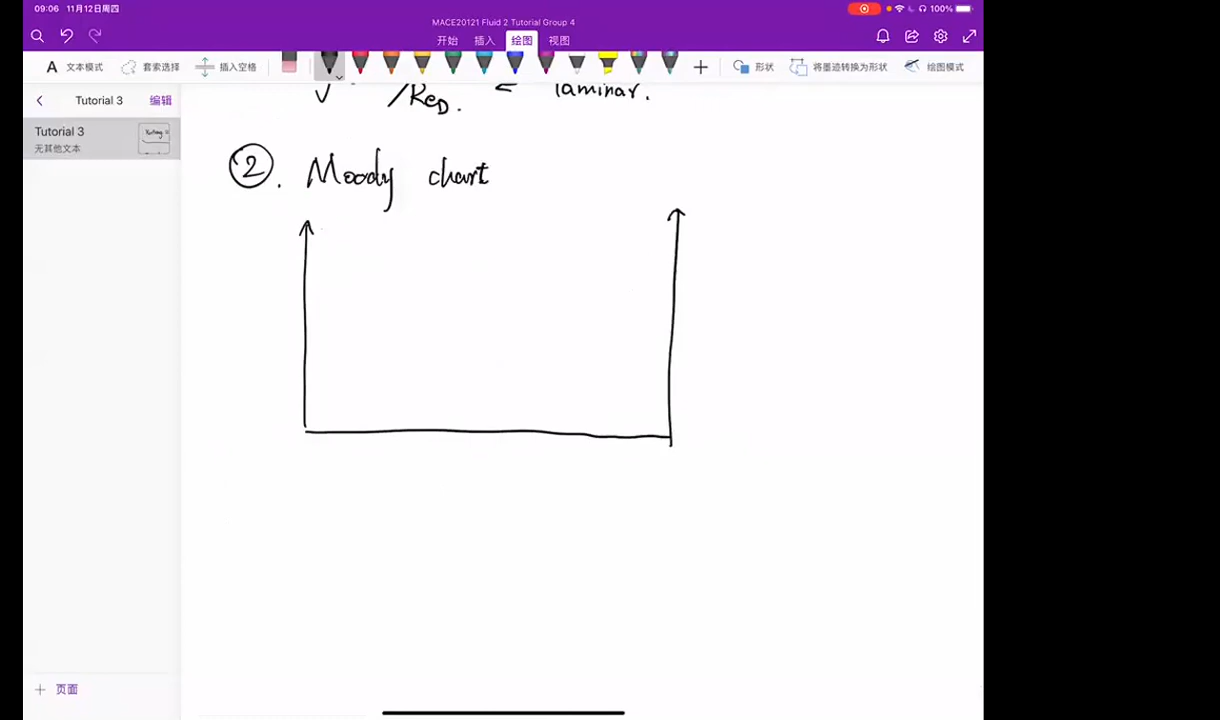 09:06 11月12日周四
100%
MACE20121 Fluid 2 Tutorial Group 4
开始 插入 绘图 视图
A 文本模式 套索选择 插入空格 形状 将墨迹转换为形状 绘图模式
Tutorial 3 编辑
Tutorial 3
无其他文本
/ReD. laminar.
②. Moody chart
+ 页面